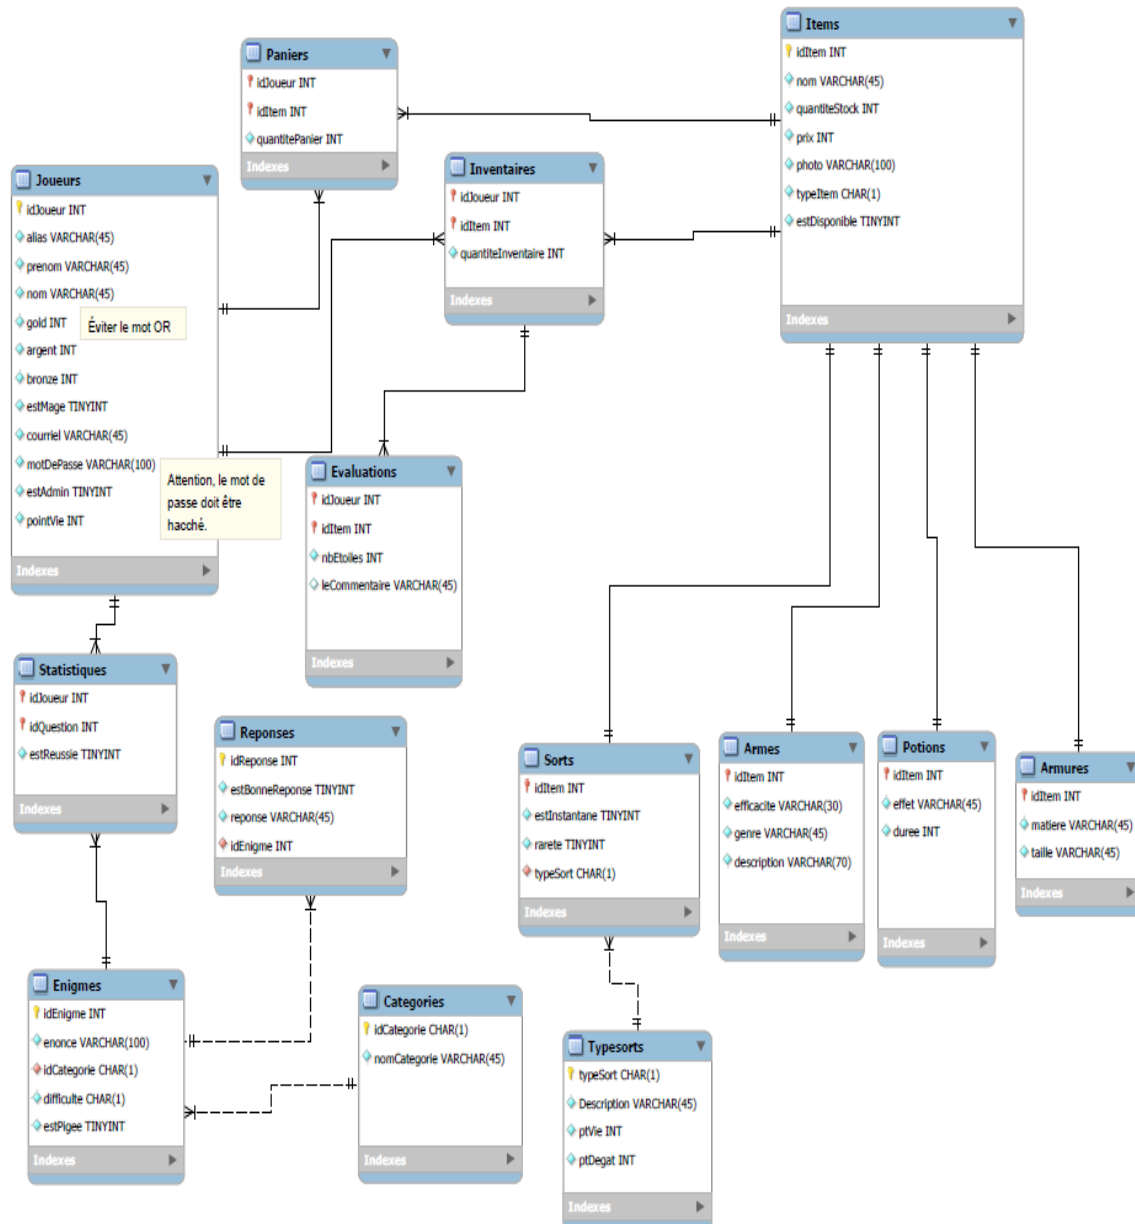 Items
idItem INT
nom VARCHAR(45)
quantiteStock INT
prix INT
photo VARCHAR(100)
typeItem CHAR(1)
estDisponible TINYINT
Indexes
Paniers
idJoueur INT
idItem INT
quantitePanier INT
Indexes
Inventaires
idJoueur INT
idItem INT
quantiteInventaire INT
Indexes
Joueurs
idJoueur INT
alias VARCHAR(45)
prenom VARCHAR(45)
nom VARCHAR(45)
gold INT
argent INT
bronze INT
estMage TINYINT
courriel VARCHAR(45)
motDePasse VARCHAR(100)
estAdmin TINYINT
pointVie INT
Indexes
Éviter le mot OR
Attention, le mot de
passe doit être
hacché.
Evaluations
idJoueur INT
idItem INT
nbEtoiles INT
leCommentaire VARCHAR(45)
Indexes
Statistiques
idJoueur INT
idQuestion INT
estReussie TINYINT
Indexes
Reponses
idReponse INT
estBonneReponse TINYINT
reponse VARCHAR(45)
idEnigme INT
Indexes
Sorts
idItem INT
estInstantane TINYINT
rarete TINYINT
typeSort CHAR(1)
Indexes
Armes
idItem INT
efficacite VARCHAR(30)
genre VARCHAR(45)
description VARCHAR(70)
Indexes
Potions
idItem INT
effet VARCHAR(45)
duree INT
Indexes
Armures
idItem INT
matiere VARCHAR(45)
taille VARCHAR(45)
Indexes
Enigmes
idEnigme INT
enonce VARCHAR(100)
idCategorie CHAR(1)
difficulte CHAR(1)
estPigee TINYINT
Indexes
Categories
idCategorie CHAR(1)
nomCategorie VARCHAR(45)
Indexes
Typesorts
typeSort CHAR(1)
Description VARCHAR(45)
ptVie INT
ptDegat INT
Indexes